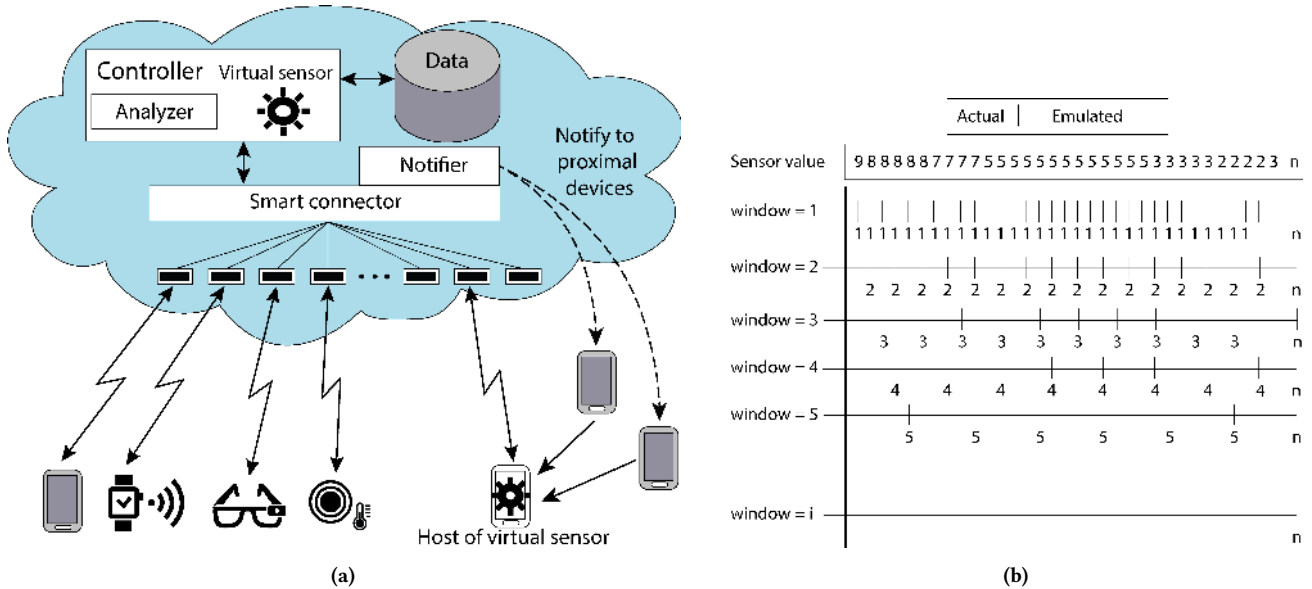 Controller
Virtual sensor
Analyzer
Data
Notify to
proximal
devices
Notifier
Smart connector
Host of virtual sensor
(a)
Actual | Emulated
Sensor value 9 8 8 8 8 8 7 7 7 7 5 5 5 5 5 5 5 5 5 5 5 5 5 3 3 3 3 3 2 2 2 2 3 n
window = 1
1 1 1 1 1 1 1 1 1 1 1 1 1 1 1 1 1 1 1 1 1 1 1 1 1 1 1 1 1 1 1 n
window = 2
2 2 2 2 2 2 2 2 2 2 2 2 2 2 2 2 n
window = 3
3 3 3 3 3 3 3 3 3 3 n
window = 4
4 4 4 4 4 4 4 4 n
window = 5
5 5 5 5 5 5 n
window = i
n
(b)